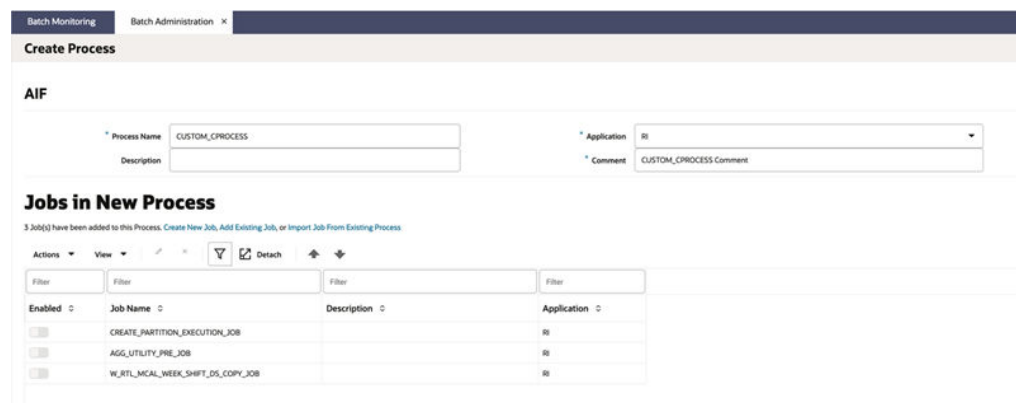 Batch Monitoring Batch Administration ×
Create Process
AIF
* Process Name CUSTOM_CPROCESS * Application RI
Description * Comment CUSTOM_CPROCESS Comment
Jobs in New Process
3 Job(s) have been added to this Process. Create New Job, Add Existing Job, or Import Job From Existing Process
Actions View Detach
Filter Filter Filter Filter
Enabled Job Name Description Application
CREATE_PARTITION_EXECUTION_JOB RI
AGG_UTILITY_PRE_JOB RI
W_RTL_MCAL_WEEK_SHIFT_DS_COPY_JOB RI